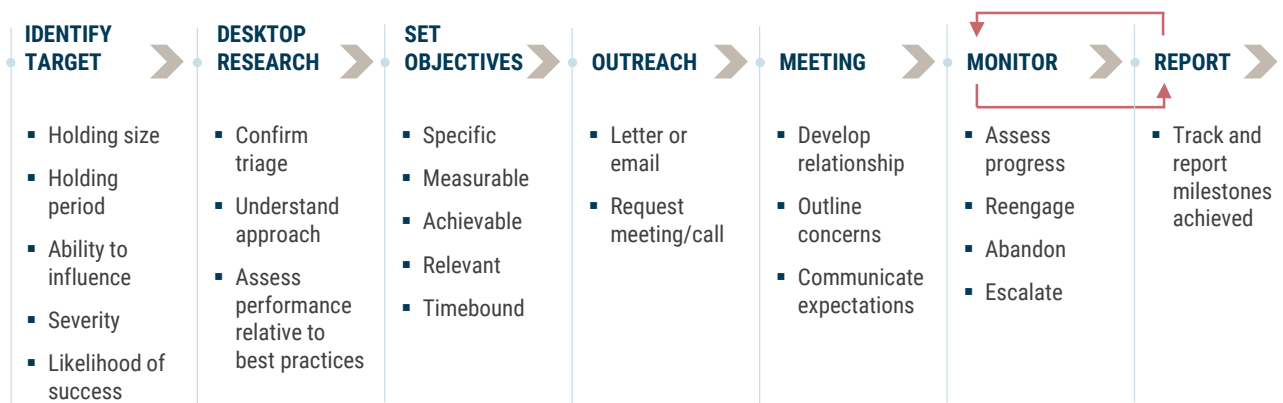 IDENTIFY
TARGET
Holding size
Holding
period
Ability to
influence
Severity
Likelihood of
success
DESKTOP
RESEARCH
Confirm
triage
Understand
approach
Assess
performance
relative to
best practices
SET
OBJECTIVES
Specific
Measurable
Achievable
Relevant
Timebound
OUTREACH
Letter or
email
Request
meeting/call
MEETING
Develop
relationship
Outline
concerns
Communicate
expectations
MONITOR
Assess
progress
Reengage
Abandon
Escalate
REPORT
Track and
report
milestones
achieved